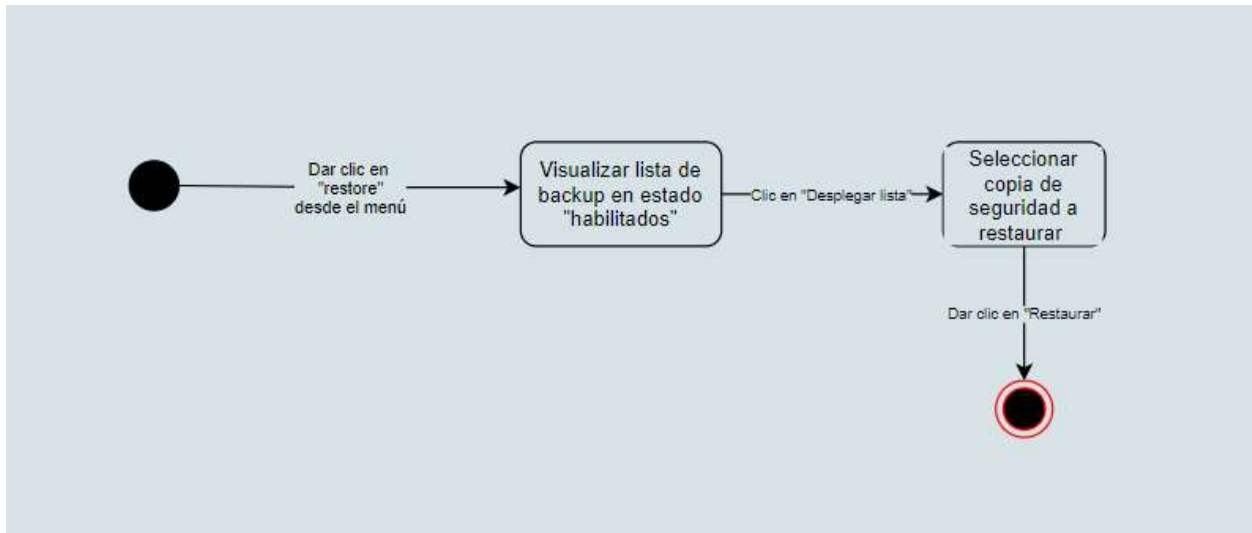 Dar clic en
"restore"
desde el menú
Visualizar lista de
backup en estado
"habilitados"
Clic en "Desplegar lista"
Seleccionar
copia de
seguridad a
restaurar
Dar clic en "Restaurar"